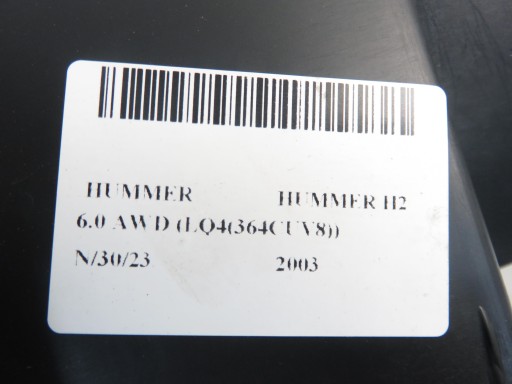 HUMMER HUMMER H2
6.0 AWD (LQ4(364CUV8))
N/30/23 2003